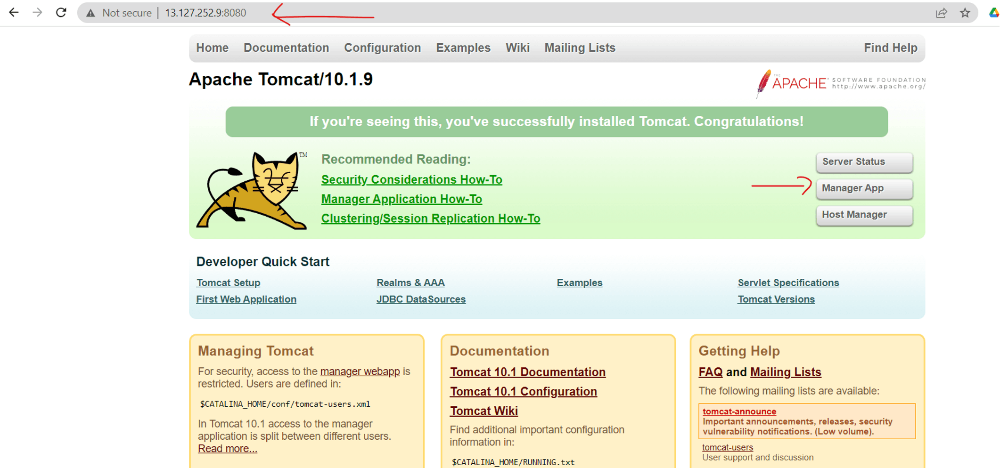 Not secure | 13.127.252.9:8080
Home Documentation Configuration Examples Wiki Mailing Lists Find Help
Apache Tomcat/10.1.9
THE APACHE SOFTWARE FOUNDATION
http://www.apache.org/
If you're seeing this, you've successfully installed Tomcat. Congratulations!
TM
Recommended Reading:
Security Considerations How-To
Manager Application How-To
Clustering/Session Replication How-To
Server Status
Manager App
Host Manager
Developer Quick Start
Tomcat Setup
First Web Application
Realms & AAA
JDBC DataSources
Examples
Servlet Specifications
Tomcat Versions
Managing Tomcat
For security, access to the manager webapp is
restricted. Users are defined in:
$CATALINA_HOME/conf/tomcat-users.xml
In Tomcat 10.1 access to the manager
application is split between different users.
Read more...
Documentation
Tomcat 10.1 Documentation
Tomcat 10.1 Configuration
Tomcat Wiki
Find additional important configuration
information in:
$CATALINA_HOME/RUNNING.txt
Getting Help
FAQ and Mailing Lists
The following mailing lists are available:
tomcat-announce
Important announcements, releases, security
vulnerability notifications. (Low volume).
tomcat-users
User support and discussion